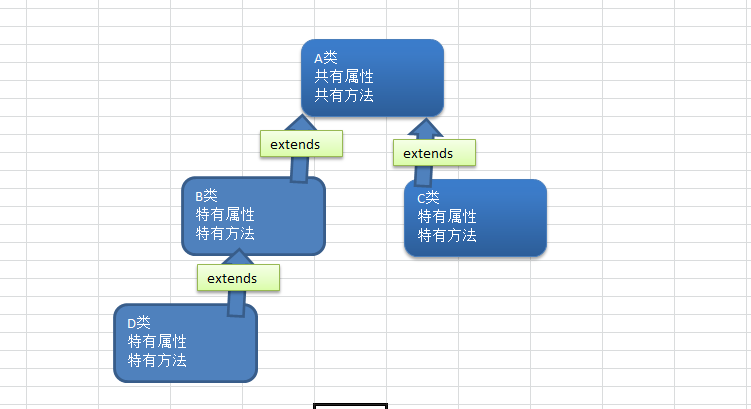 A类
共有属性
共有方法
extends
extends
B类
特有属性
特有方法
C类
特有属性
特有方法
extends
D类
特有属性
特有方法